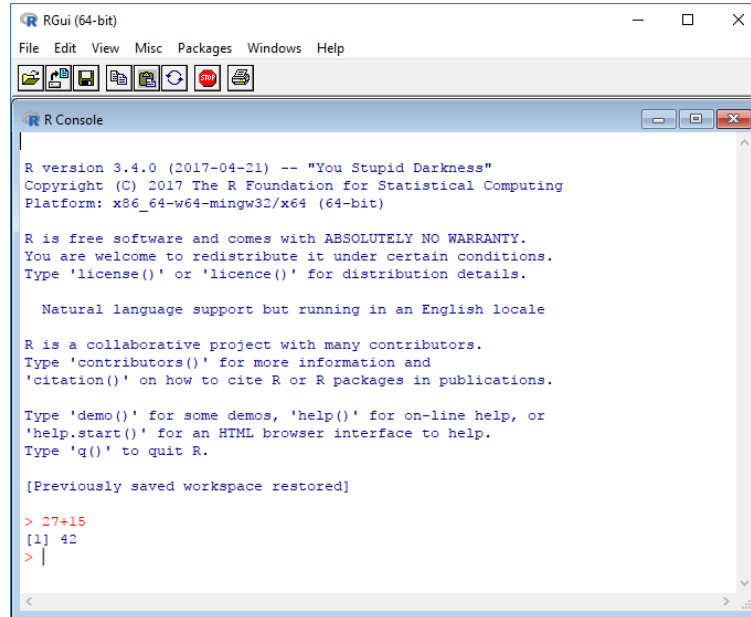 RGui (64-bit)
File Edit View Misc Packages Windows Help
STOP
R Console
R version 3.4.0 (2017-04-21) -- "You Stupid Darkness"
Copyright (C) 2017 The R Foundation for Statistical Computing
Platform: x86_64-w64-mingw32/x64 (64-bit)
R is free software and comes with ABSOLUTELY NO WARRANTY.
You are welcome to redistribute it under certain conditions.
Type 'license()' or 'licence()' for distribution details.
Natural language support but running in an English locale
R is a collaborative project with many contributors.
Type 'contributors()' for more information and
'citation()' on how to cite R or R packages in publications.
Type 'demo()' for some demos, 'help()' for on-line help, or
'help.start()' for an HTML browser interface to help.
Type 'q()' to quit R.
[Previously saved workspace restored]
> 27+15
[1] 42
>